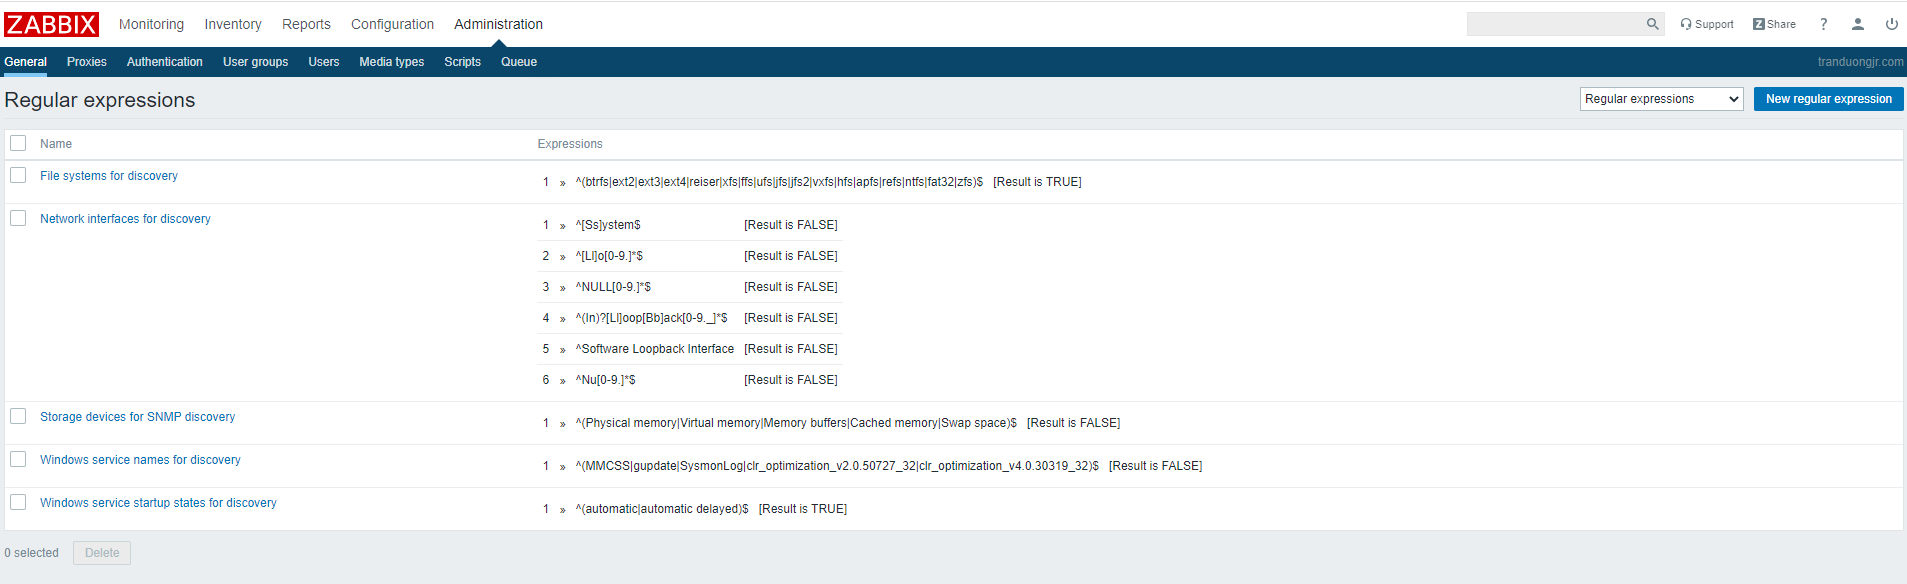 ZABBIX Monitoring Inventory Reports Configuration Administration Support Z Share ?
General Proxies Authentication User groups Users Media types Scripts Queue tranduongjr.com
Regular expressions Regular expressions New regular expression
Name Expressions
File systems for discovery 1 » ^(btrfs|ext2|ext3|ext4|reiser|xfs|ffs|ufs|jfs|jfs2|vxfs|hfs|apfs|refs|ntfs|fat32|zfs)$ [Result is TRUE]
Network interfaces for discovery 1 » ^[Ss]ystem$ [Result is FALSE]
2 » ^[Ll]o[0-9.]*$ [Result is FALSE]
3 » ^NULL[0-9.]*$ [Result is FALSE]
4 » ^(In)?[Ll]oop[Bb]ack[0-9._]*$ [Result is FALSE]
5 » ^Software Loopback Interface [Result is FALSE]
6 » ^Nu[0-9.]*$ [Result is FALSE]
Storage devices for SNMP discovery 1 » ^(Physical memory|Virtual memory|Memory buffers|Cached memory|Swap space)$ [Result is FALSE]
Windows service names for discovery 1 » ^(MMCSS|gupdate|SysmonLog|clr_optimization_v2.0.50727_32|clr_optimization_v4.0.30319_32)$ [Result is FALSE]
Windows service startup states for discovery 1 » ^(automatic|automatic delayed)$ [Result is TRUE]
0 selected Delete